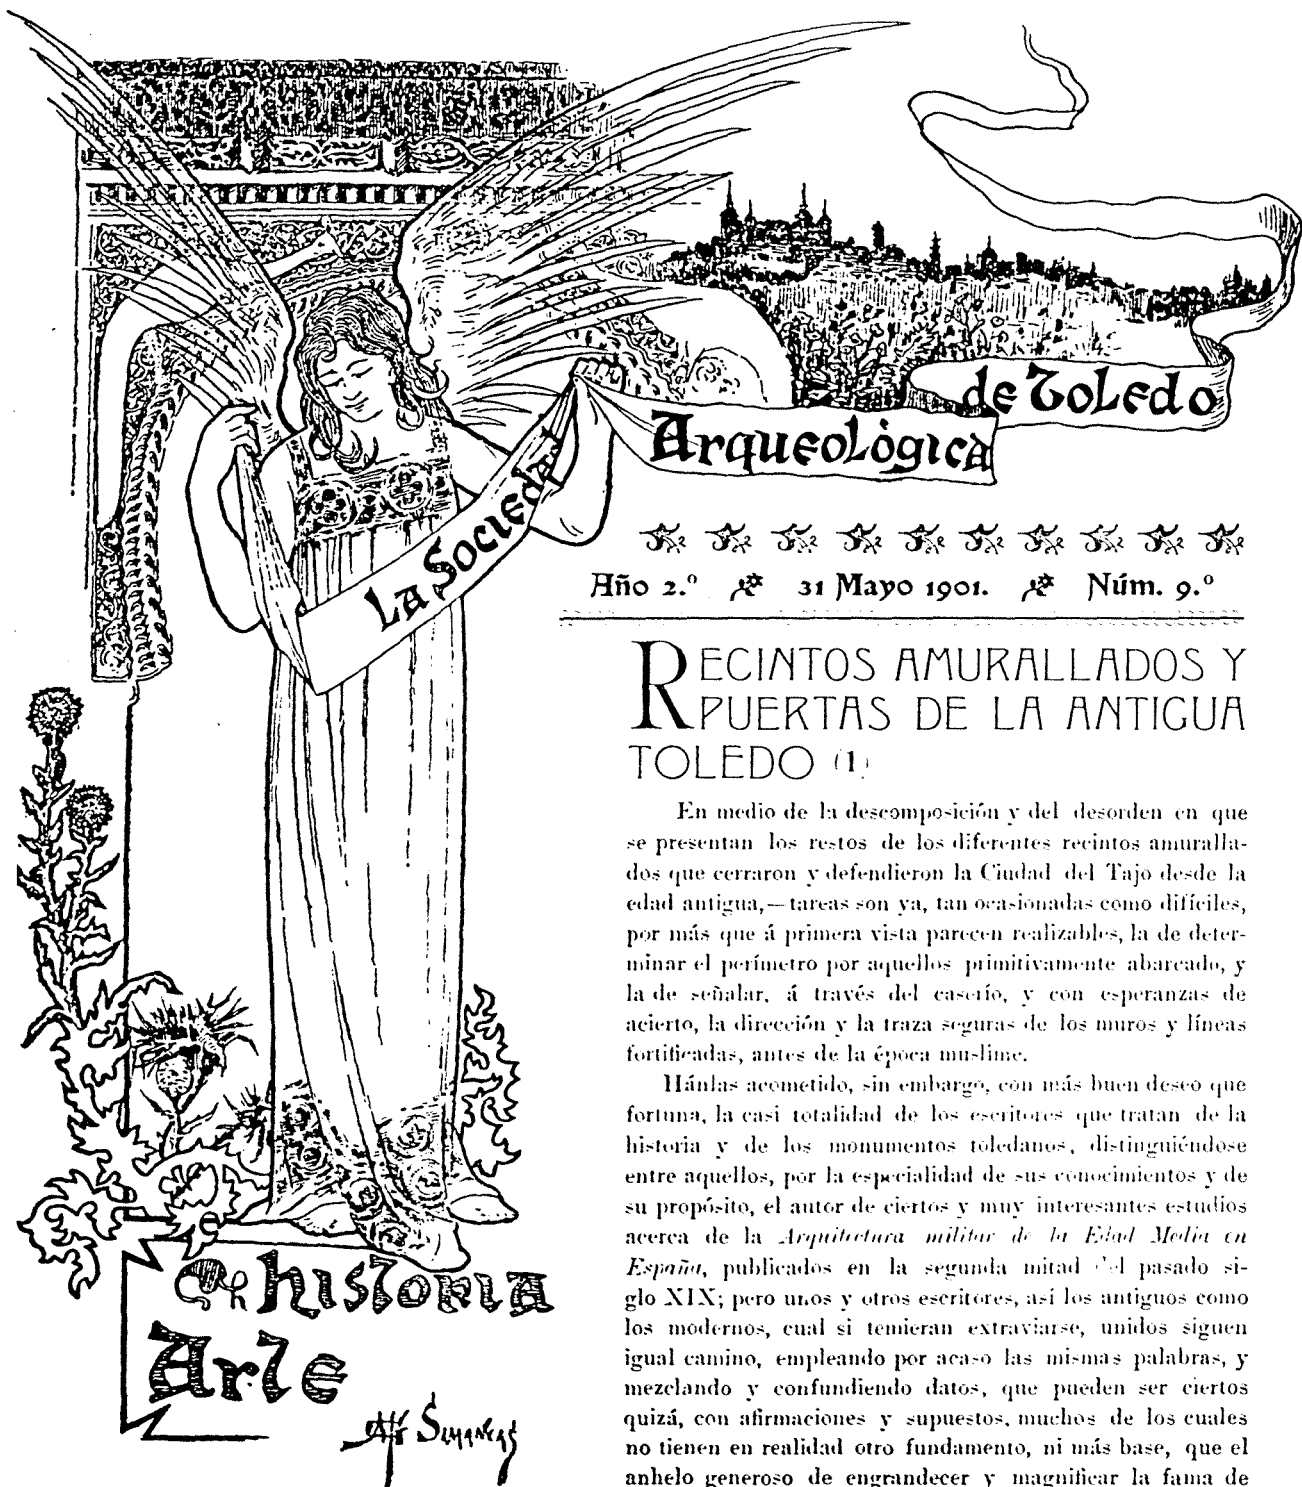 La Sociedad
Arqueològica
de Toledo
Año 2.º 31 Mayo 1901. Núm. 9.º
RECINTOS AMURALLADOS Y
PUERTAS DE LA ANTIGUA
TOLEDO (1)
En medio de la descomposición y del desorden en que
se presentan los restos de los diferentes recintos amuralla-
dos que cerraron y defendieron la Ciudad del Tajo desde la
edad antigua,—tareas son ya, tan ocasionadas como difíciles,
por más que á primera vista parecen realizables, la de deter-
minar el perímetro por aquellos primitivamente abarcado, y
la de señalar, á través del caserío, y con esperanzas de
acierto, la dirección y la traza seguras de los muros y líneas
fortificadas, antes de la época muslime.
Hánlas acometido, sin embargo, con más buen deseo que
fortuna, la casi totalidad de los escritores que tratan de la
historia y de los monumentos toledanos, distinguiéndose
entre aquellos, por la especialidad de sus conocimientos y de
su propósito, el autor de ciertos y muy interesantes estudios
acerca de la Arquitectura militar de la Edad Media en
España, publicados en la segunda mitad del pasado si-
glo XIX; pero unos y otros escritores, así los antiguos como
los modernos, cual si temieran extraviarse, unidos siguen
igual camino, empleando por acaso las mismas palabras, y
mezclando y confundiendo datos, que pueden ser ciertos
quizá, con afirmaciones y supuestos, muchos de los cuales
no tienen en realidad otro fundamento, ni más base, que el
anhelo generoso de engrandecer y magnificar la fama de
historia
Arte
Simancas